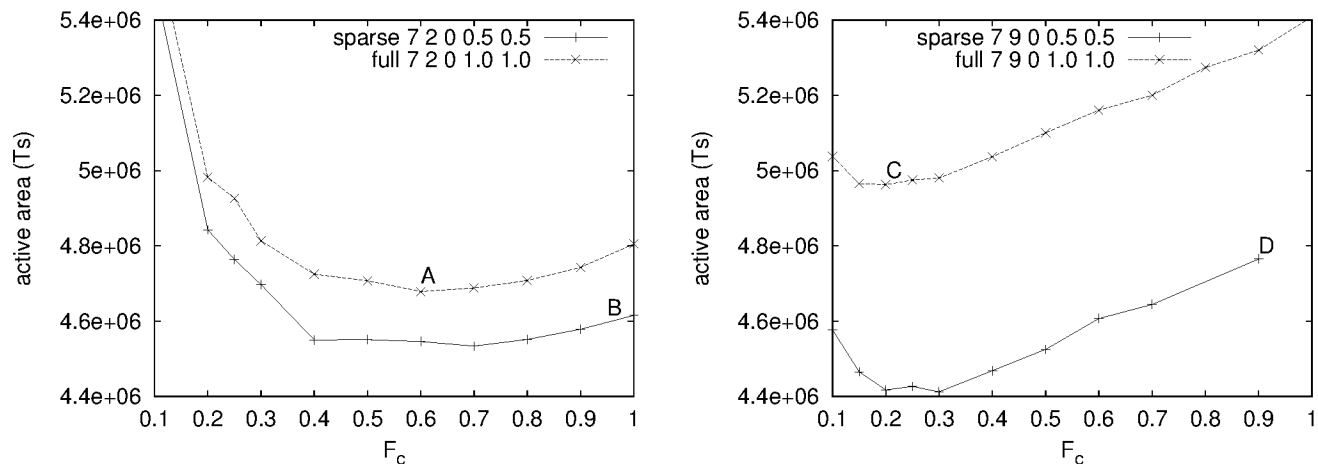 5.4e+06
5.2e+06
5e+06
4.8e+06
4.6e+06
4.4e+06
active area (Ts)
sparse 7 2 0 0.5 0.5
full 7 2 0 1.0 1.0
A
B
0.1 0.2 0.3 0.4 0.5 0.6 0.7 0.8 0.9 1
F_c
5.4e+06
5.2e+06
5e+06
4.8e+06
4.6e+06
4.4e+06
active area (Ts)
sparse 7 9 0 0.5 0.5
full 7 9 0 1.0 1.0
C
D
0.1 0.2 0.3 0.4 0.5 0.6 0.7 0.8 0.9 1
F_c